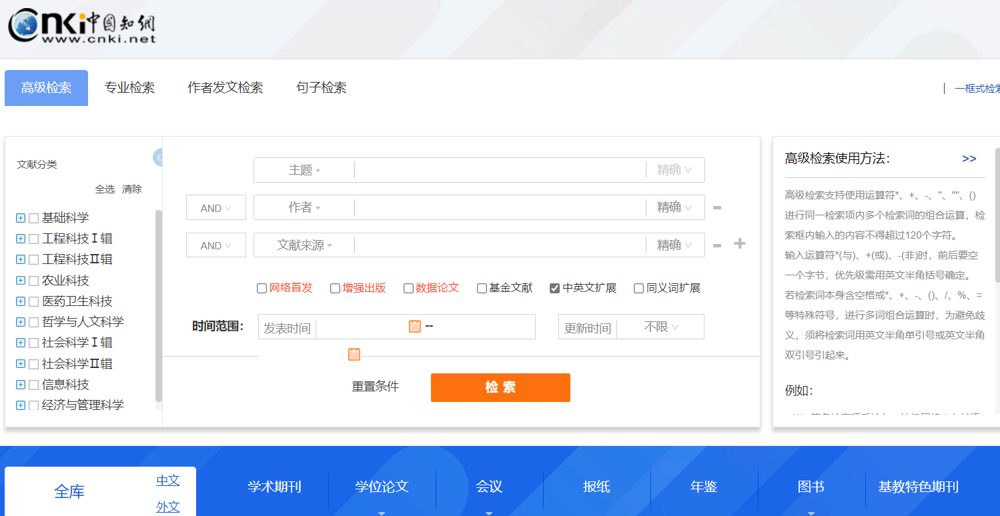 cnki中国知網
www.cnki.net
高级检索 专业检索 作者发文检索 句子检索
一框式检索
文献分类
全选 清除
基础科学
工程科技Ⅰ辑
工程科技Ⅱ辑
农业科技
医药卫生科技
哲学与人文科学
社会科学Ⅰ辑
社会科学Ⅱ辑
信息科技
经济与管理科学
主题 精确
AND 作者 精确
AND 文献来源 精确
网络首发 增强出版 数据论文 基金文献 中英文扩展 同义词扩展
时间范围： 发表时间 -- 更新时间 不限
重置条件 检索
高级检索使用方法： >>
高级检索支持使用运算符*、+、-、''、""、()
进行同一检索项内多个检索词的组合运算，检
索框内输入的内容不得超过120个字符。
输入运算符*(与)、+(或)、-(非)时，前后要空
一个字节，优先级需用英文半角括号确定。
若检索词本身含空格或*、+、-、()、/、%、=
等特殊符号，进行多词组合运算时，为避免歧
义，须将检索词用英文半角单引号或英文半角
双引号引起来。
例如：
全库 中文
外文
学术期刊 学位论文 会议 报纸 年鉴 图书 基教特色期刊